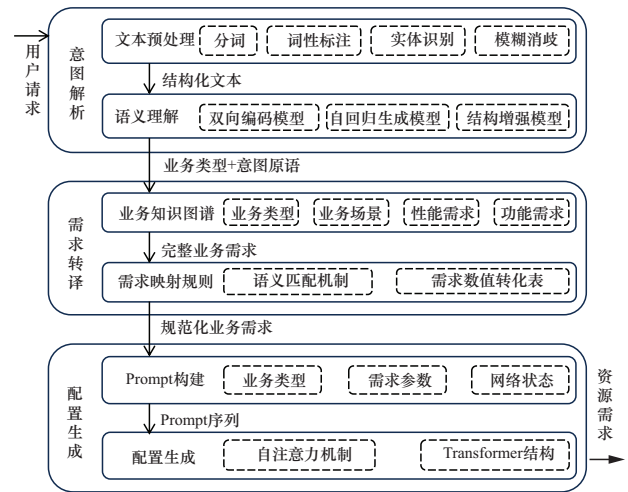 用户请求
意图解析
文本预处理 分词 词性标注 实体识别 模糊消歧
结构化文本
语义理解 双向编码模型 自回归生成模型 结构增强模型
业务类型+意图原语
需求转译
业务知识图谱 业务类型 业务场景 性能需求 功能需求
完整业务需求
需求映射规则 语义匹配机制 需求数值转化表
规范化业务需求
配置生成
Prompt构建 业务类型 需求参数 网络状态
Prompt序列
配置生成 自注意力机制 Transformer结构
资源需求